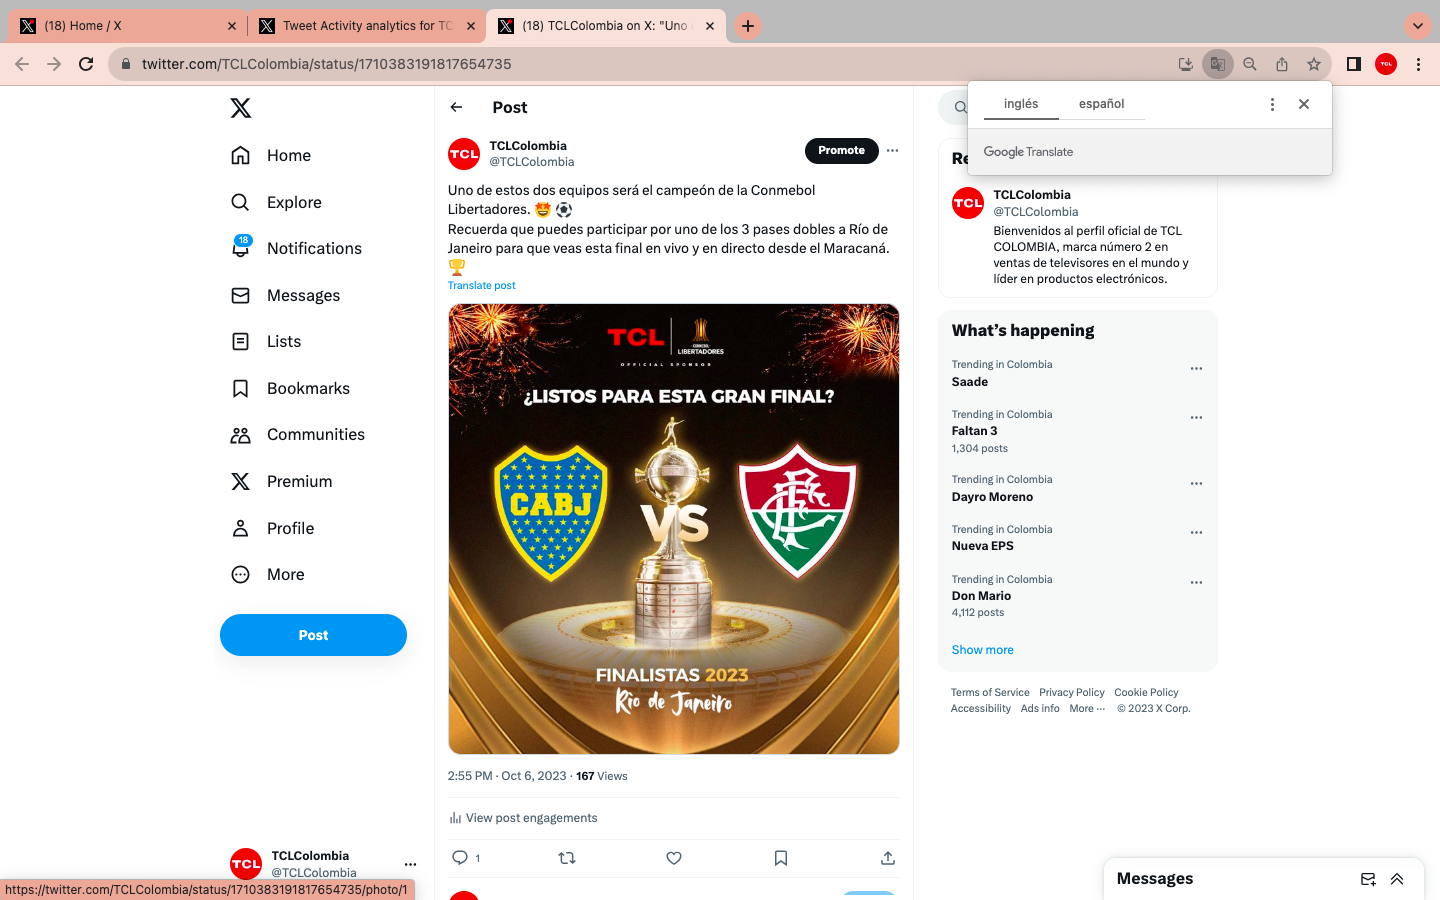 (18) Home / X
Tweet Activity analytics for TC
(18) TCLColombia on X: "Uno
twitter.com/TCLColombia/status/1710383191817654735
TCL
inglés
español
Google Translate
Home
Explore
18
Notifications
Messages
Lists
Bookmarks
Communities
Premium
Profile
More
Post
TCL
TCLColombia
@TCLColombia
https://twitter.com/TCLColombia/status/1710383191817654735/photo/1
Post
TCL
TCLColombia
@TCLColombia
Promote
Uno de estos dos equipos será el campeón de la Conmebol
Libertadores. 🤩 ⚽
Recuerda que puedes participar por uno de los 3 pases dobles a Río de
Janeiro para que veas esta final en vivo y en directo desde el Maracaná.
🏆
Translate post
TCL
CONMEBOL
LIBERTADORES
OFFICIAL SPONSOR
¿LISTOS PARA ESTA GRAN FINAL?
CABJ
VS
FFC
FINALISTAS 2023
Rio de Janeiro
2:55 PM · Oct 6, 2023 · 167 Views
View post engagements
1
Re
TCL
TCLColombia
@TCLColombia
Bienvenidos al perfil oficial de TCL
COLOMBIA, marca número 2 en
ventas de televisores en el mundo y
líder en productos electrónicos.
What's happening
Trending in Colombia
Saade
Trending in Colombia
Faltan 3
1,304 posts
Trending in Colombia
Dayro Moreno
Trending in Colombia
Nueva EPS
Trending in Colombia
Don Mario
4,112 posts
Show more
Terms of Service Privacy Policy Cookie Policy
Accessibility Ads info More ··· © 2023 X Corp.
Messages